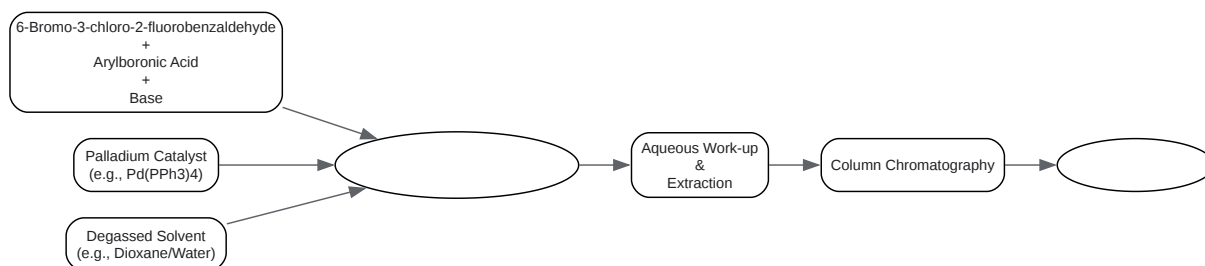 6-Bromo-3-chloro-2-fluorobenzaldehyde
+
Arylboronic Acid
+
Base
Palladium Catalyst
(e.g., Pd(PPh3)4)
Degassed Solvent
(e.g., Dioxane/Water)
Aqueous Work-up
&
Extraction
Column Chromatography